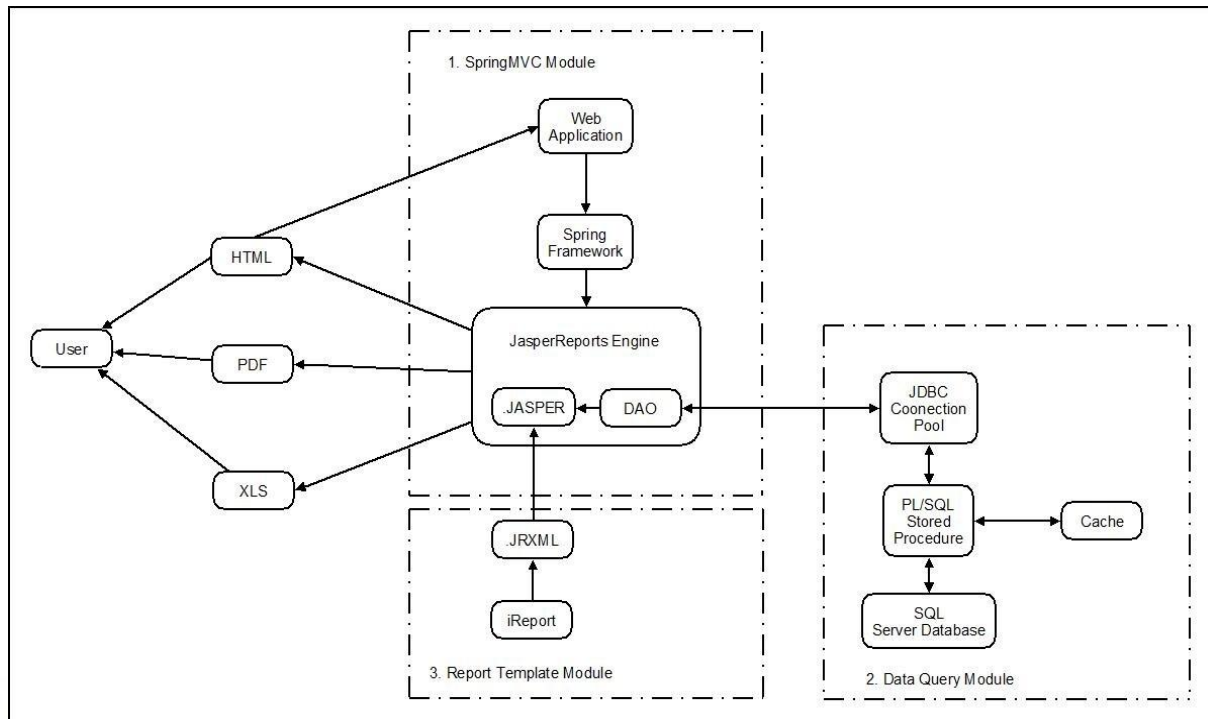 1. SpringMVC Module
Web
Application
Spring
Framework
HTML
JasperReports Engine
User
PDF
.JASPER
DAO
JDBC
Coonection
Pool
XLS
PL/SQL
Stored
Procedure
Cache
.JRXML
iReport
SQL
Server Database
3. Report Template Module
2. Data Query Module